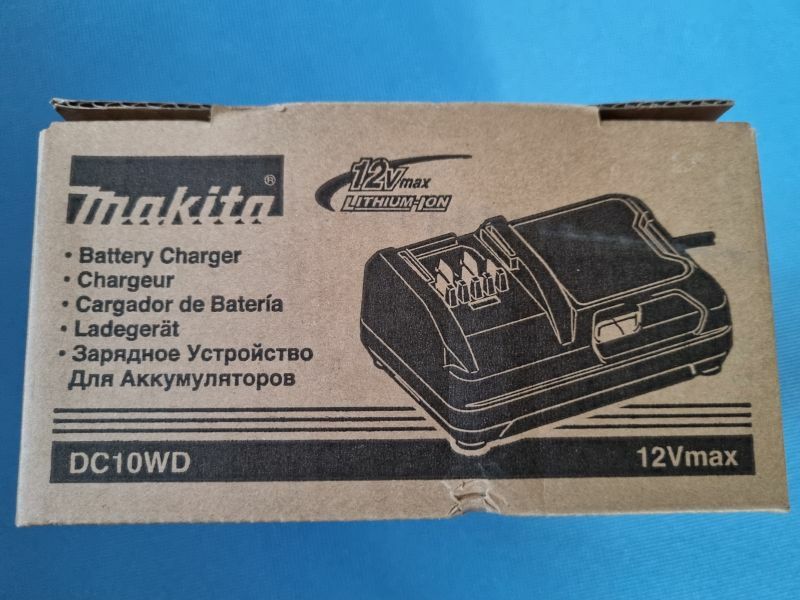 makita®
12Vmax
LITHIUM-ION
• Battery Charger
• Chargeur
• Cargador de Batería
• Ladegerät
• Зарядное Устройство
Для Аккумуляторов
DC10WD
12Vmax